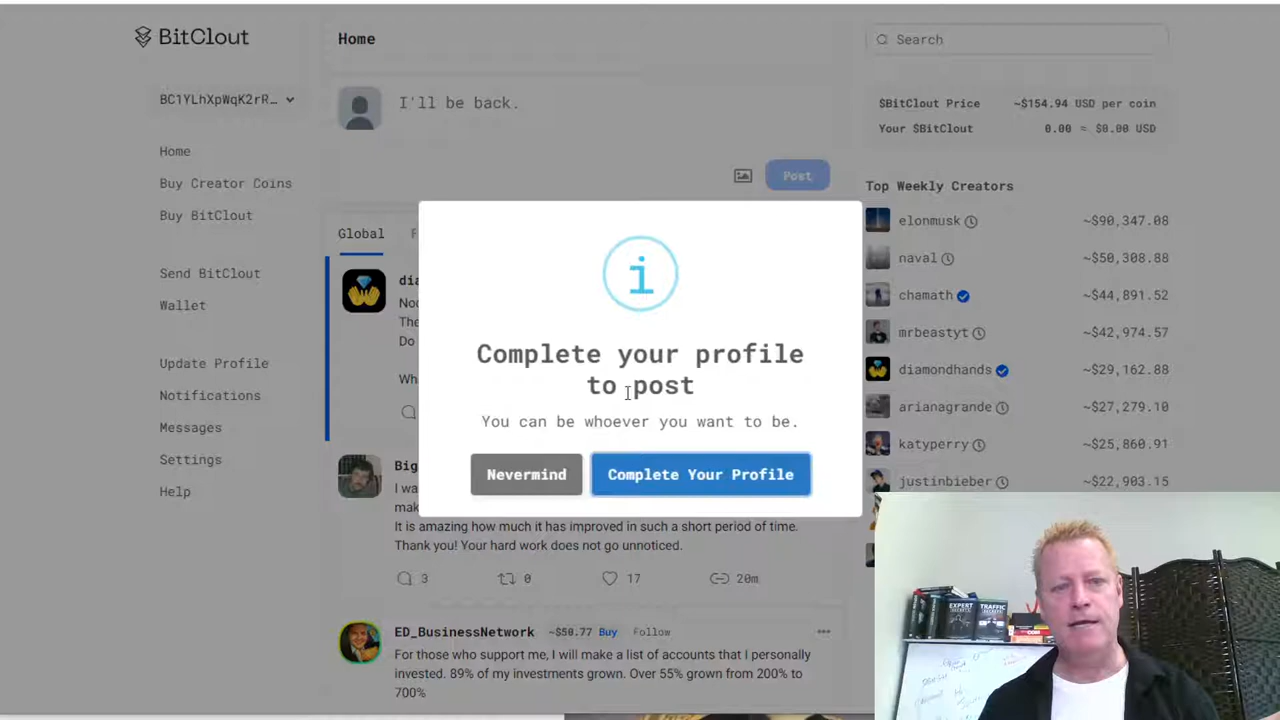 BitClout
Home
Search
BC1YLhXpWqK2rR…
I'll be back.
$BitClout Price ~$154.94 USD per coin
Your $BitClout 0.00 ≈ $0.00 USD
Home
Buy Creator Coins
Buy BitClout
Send BitClout
Wallet
Update Profile
Notifications
Messages
Settings
Help
Post
Global
Top Weekly Creators
elonmusk ~$90,347.08
naval ~$50,308.88
chamath ~$44,891.52
mrbeastyt ~$42,974.57
diamondhands ~$29,162.88
arianagrande ~$27,279.10
katyperry ~$25,860.91
justinbieber ~$22,903.15
Complete your profile
to post
You can be whoever you want to be.
Nevermind
Complete Your Profile
Do
It is amazing how much it has improved in such a short period of time.
Thank you! Your hard work does not go unnoticed.
3 0 17 20m
ED_BusinessNetwork ~$50.77 Buy Follow
For those who support me, I will make a list of accounts that I personally
invested. 89% of my investments grown. Over 55% grown from 200% to
700%
EXPERT
SECRETS
TRAFFIC
SECRETS